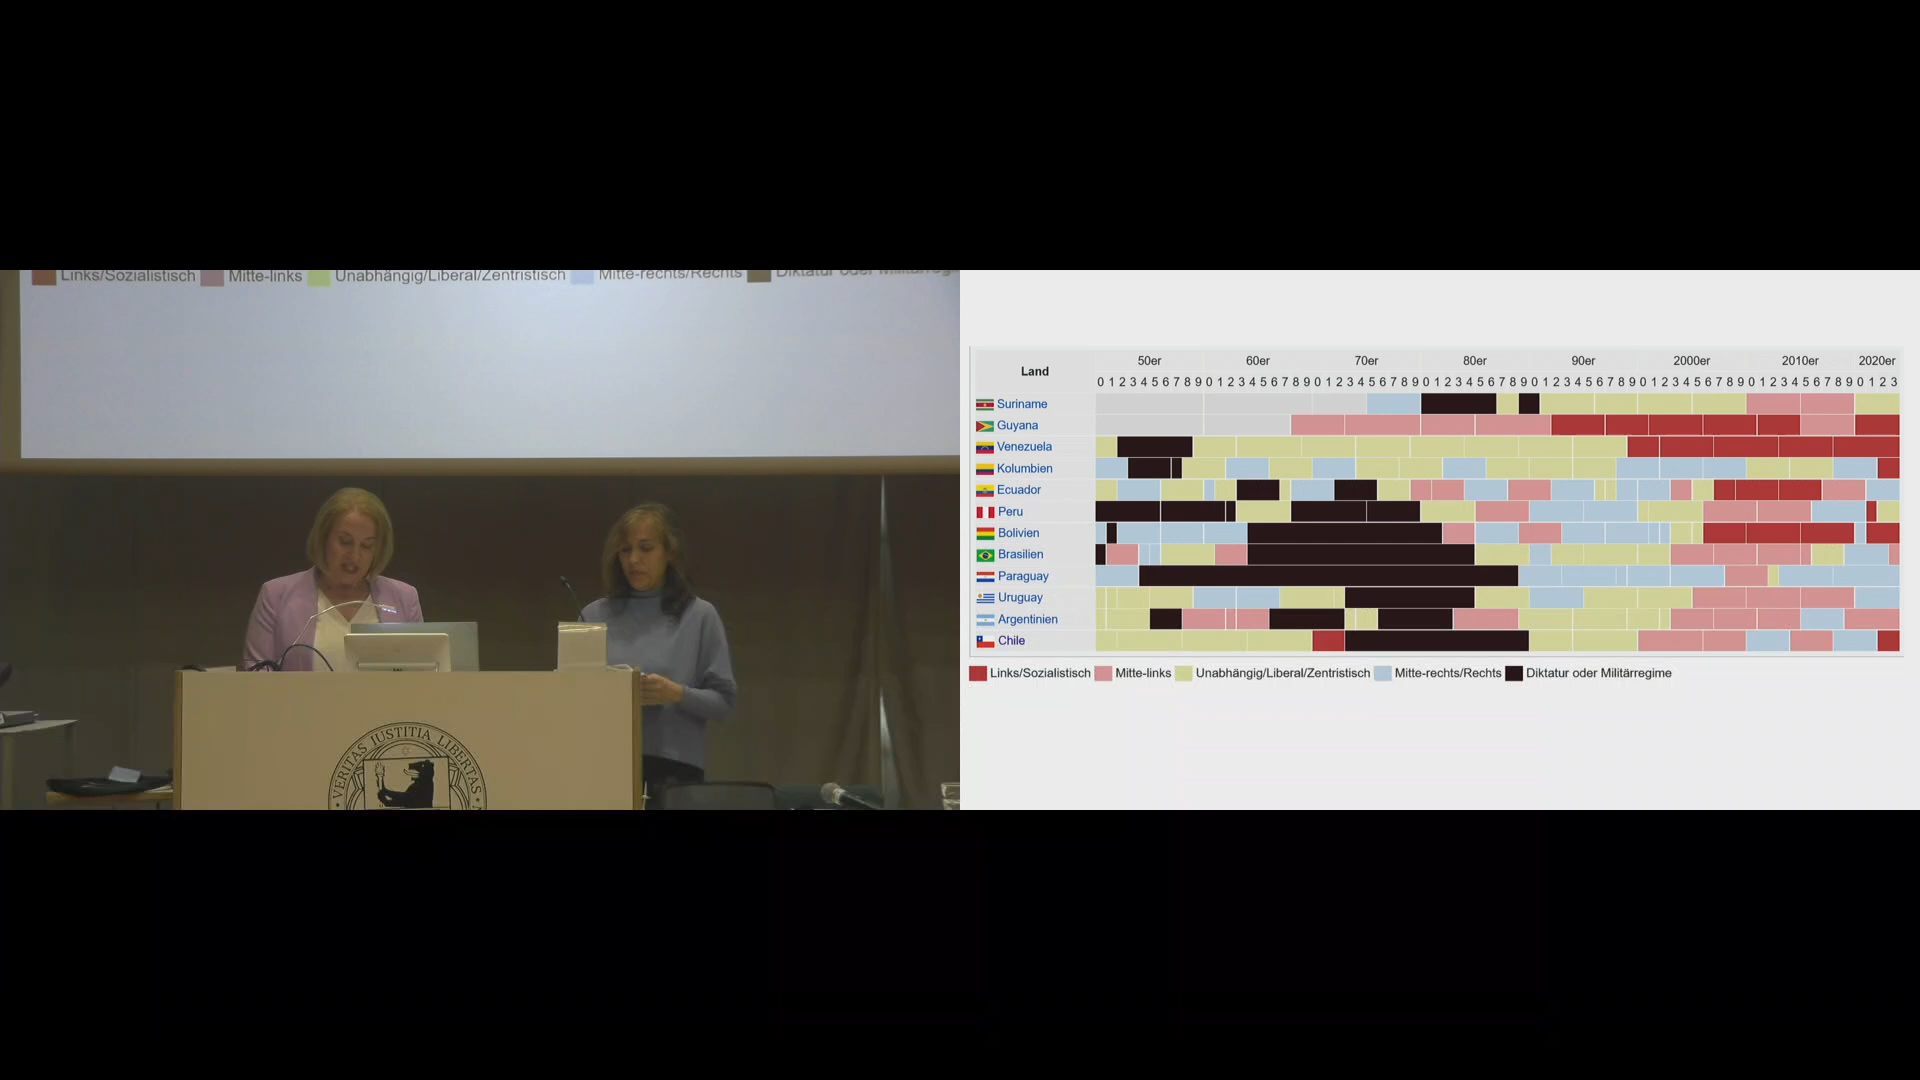 Links/Sozialistisch Mitte-links Unabhängig/Liberal/Zentristisch Mitte-rechts/Rechts Diktatur oder
VERITAS IUSTITIA LIBERTAS
Land 50er 60er 70er 80er 90er 2000er 2010er 2020er
0 1 2 3 4 5 6 7 8 9 0 1 2 3 4 5 6 7 8 9 0 1 2 3 4 5 6 7 8 9 0 1 2 3 4 5 6 7 8 9 0 1 2 3 4 5 6 7 8 9 0 1 2 3 4 5 6 7 8 9 0 1 2 3 4 5 6 7 8 9 0 1 2 3
Suriname
Guyana
Venezuela
Kolumbien
Ecuador
Peru
Bolivien
Brasilien
Paraguay
Uruguay
Argentinien
Chile
Links/Sozialistisch Mitte-links Unabhängig/Liberal/Zentristisch Mitte-rechts/Rechts Diktatur oder Militärregime